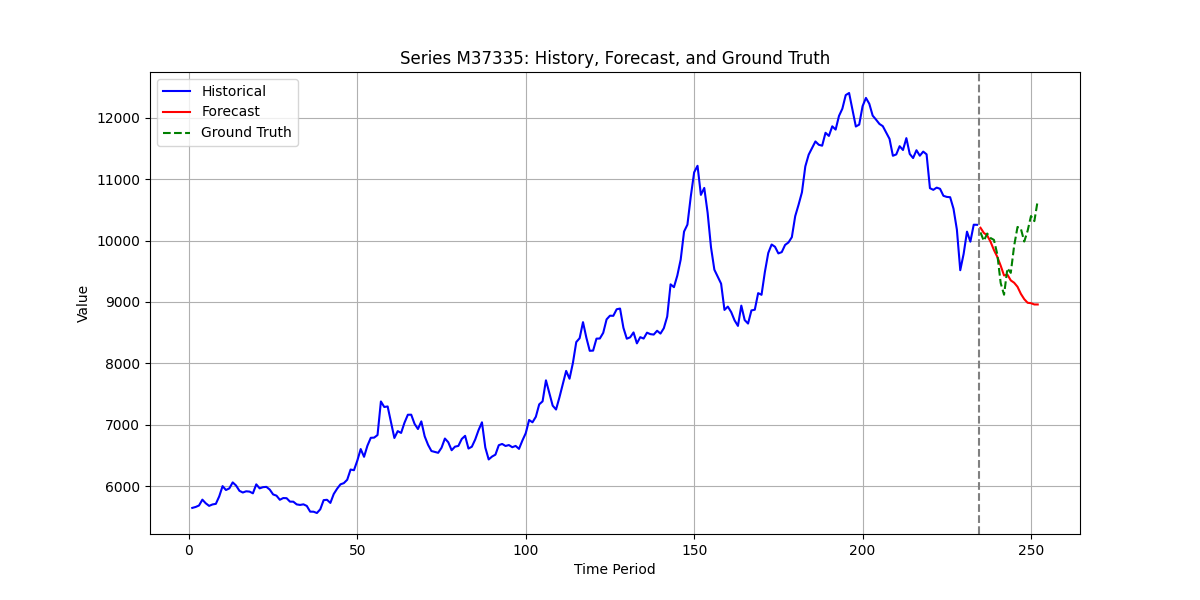 Series M37335: History, Forecast, and Ground Truth
Historical
Forecast
Ground Truth
12000
11000
10000
9000
8000
7000
6000
Value
0 50 100 150 200 250
Time Period